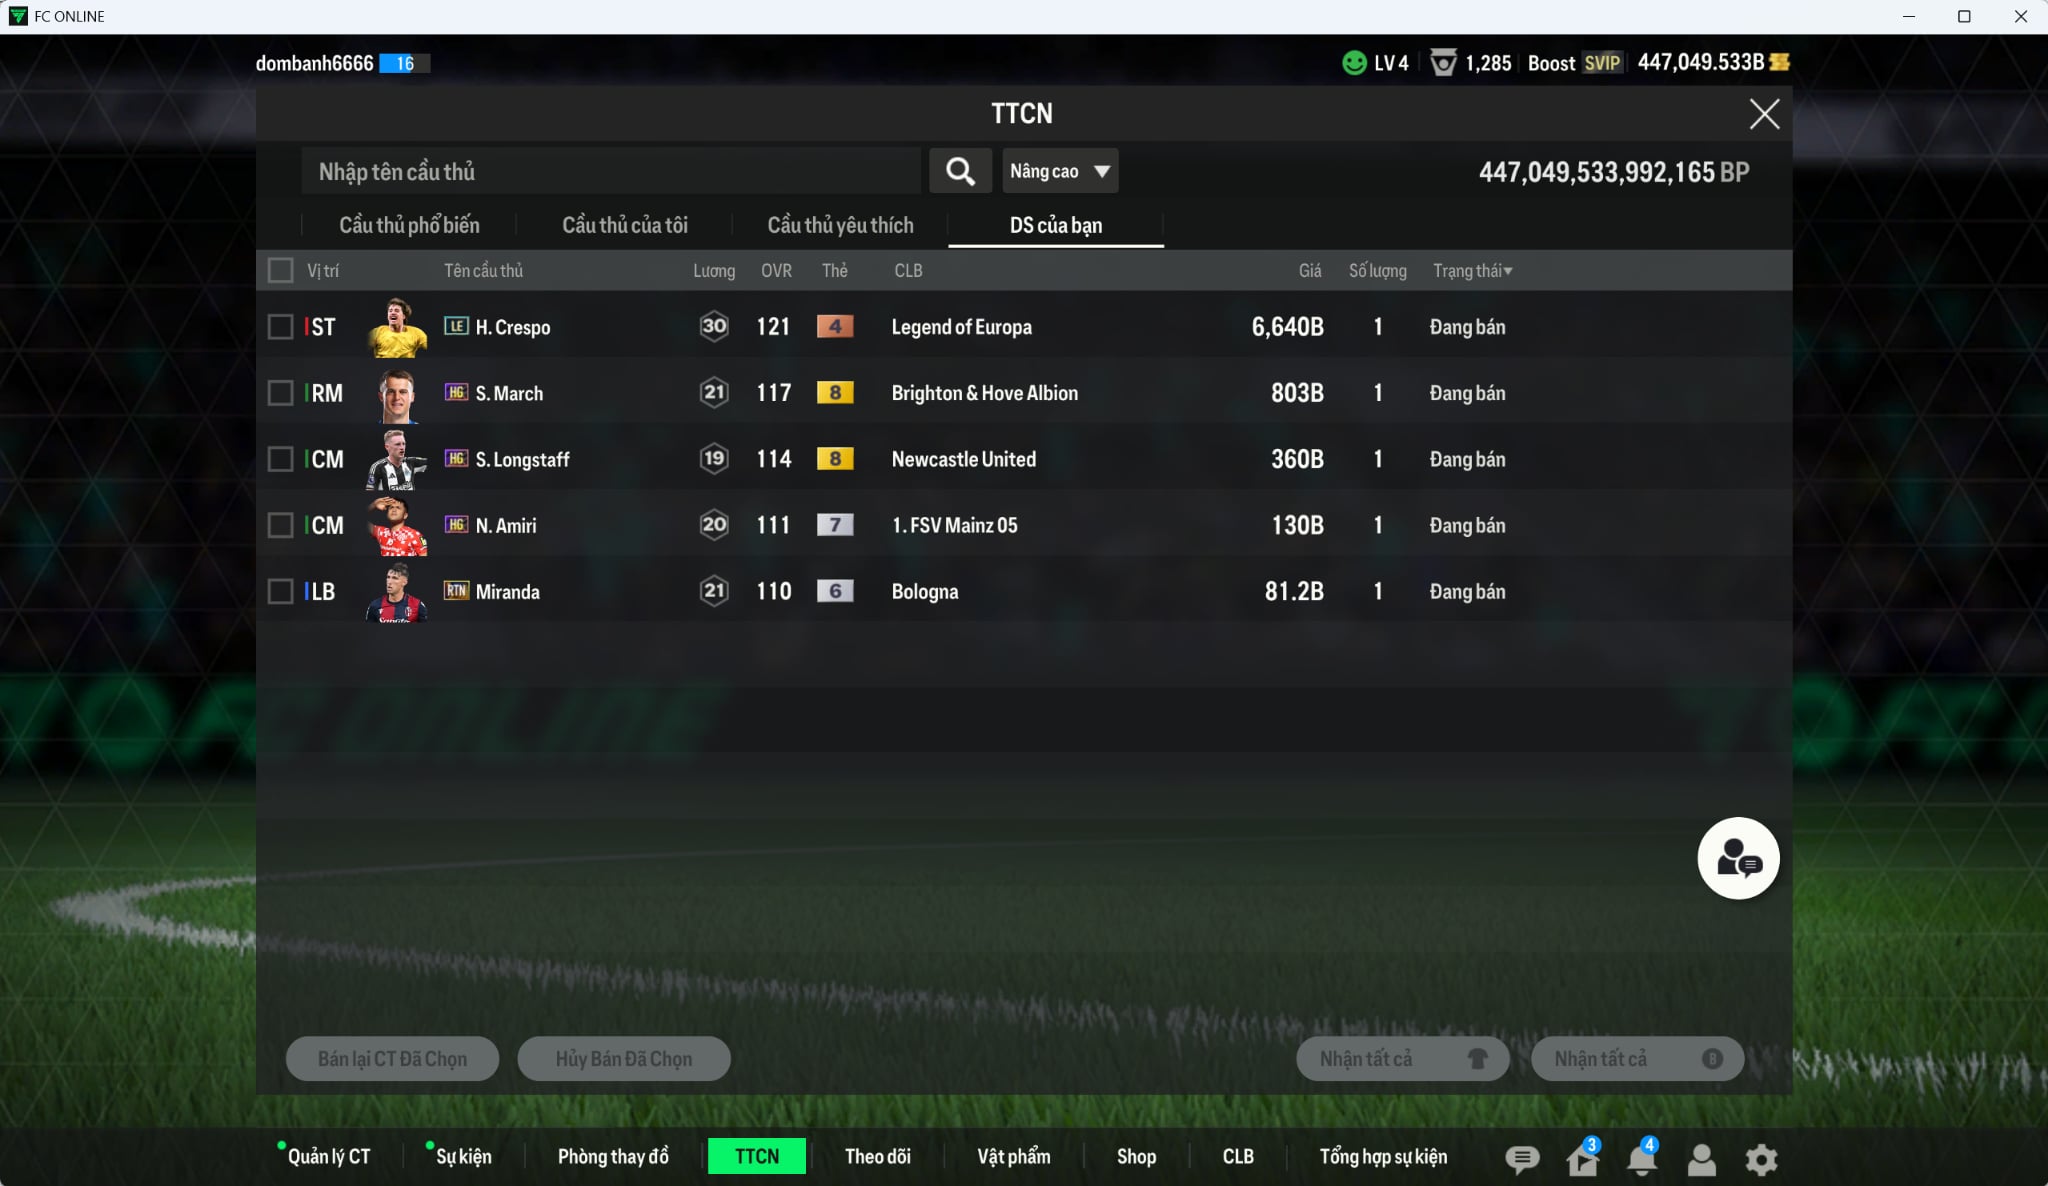 FC ONLINE
dombanh6666 16
LV 4 1,285 Boost SVIP 447,049.533B
TTCN
Nhập tên cầu thủ Nâng cao ▼ 447,049,533,992,165 BP
Cầu thủ phổ biến Cầu thủ của tôi Cầu thủ yêu thích DS của bạn
Vị trí Tên cầu thủ Lương OVR Thẻ CLB Giá Số lượng Trạng thái▾
ST LE H. Crespo 30 121 4 Legend of Europa 6,640B 1 Đang bán
RM HG S. March 21 117 8 Brighton & Hove Albion 803B 1 Đang bán
CM HG S. Longstaff 19 114 8 Newcastle United 360B 1 Đang bán
CM HG N. Amiri 20 111 7 1. FSV Mainz 05 130B 1 Đang bán
LB RTN Miranda 21 110 6 Bologna 81.2B 1 Đang bán
FC ONLINE
Bán lại CT Đã Chọn Hủy Bán Đã Chọn Nhận tất cả Nhận tất cả B
Quản lý CT Sự kiện Phòng thay đồ TTCN Theo dõi Vật phẩm Shop CLB Tổng hợp sự kiện 3 4